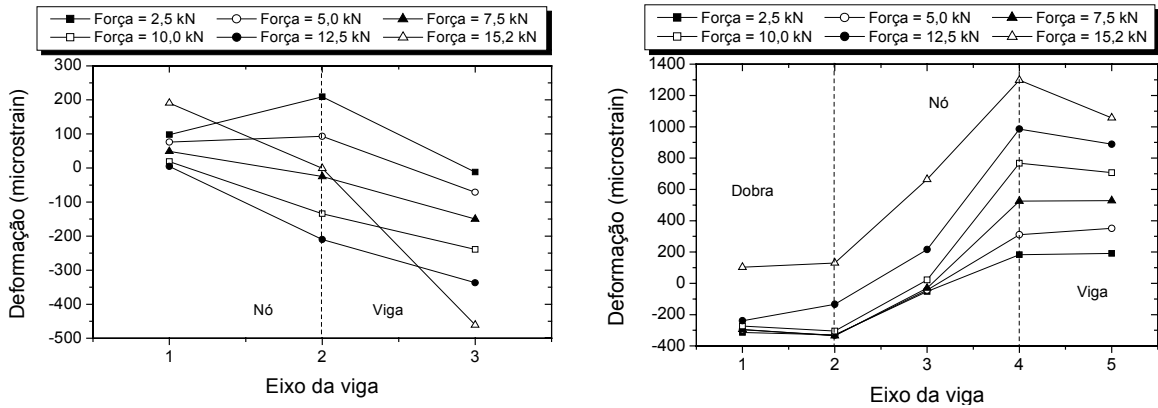 Força = 2,5 kN Força = 5,0 kN Força = 7,5 kN
Força = 10,0 kN Força = 12,5 kN Força = 15,2 kN
300
200
100
0
-100
-200
-300
-400
-500
Deformação (microstrain)
Nó
Viga
1 2 3
Eixo da viga
Força = 2,5 kN Força = 5,0 kN Força = 7,5 kN
Força = 10,0 kN Força = 12,5 kN Força = 15,2 kN
1400
1200
1000
800
600
400
200
0
-200
-400
Deformação (microstrain)
Nó
Dobra
Viga
1 2 3 4 5
Eixo da viga